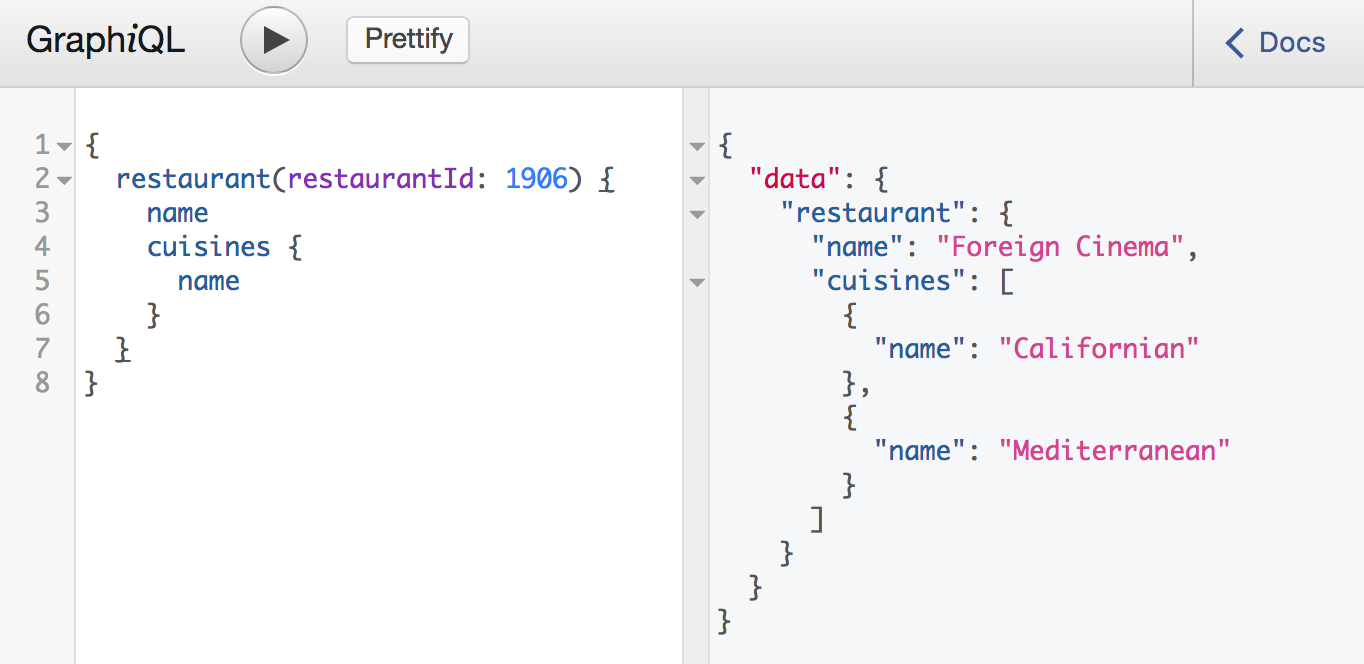 GraphiQL
Prettify
Docs
1 {
2 restaurant(restaurantId: 1906) {
3 name
4 cuisines {
5 name
6 }
7 }
8 }
{
"data": {
"restaurant": {
"name": "Foreign Cinema",
"cuisines": [
{
"name": "Californian"
},
{
"name": "Mediterranean"
}
]
}
}
}